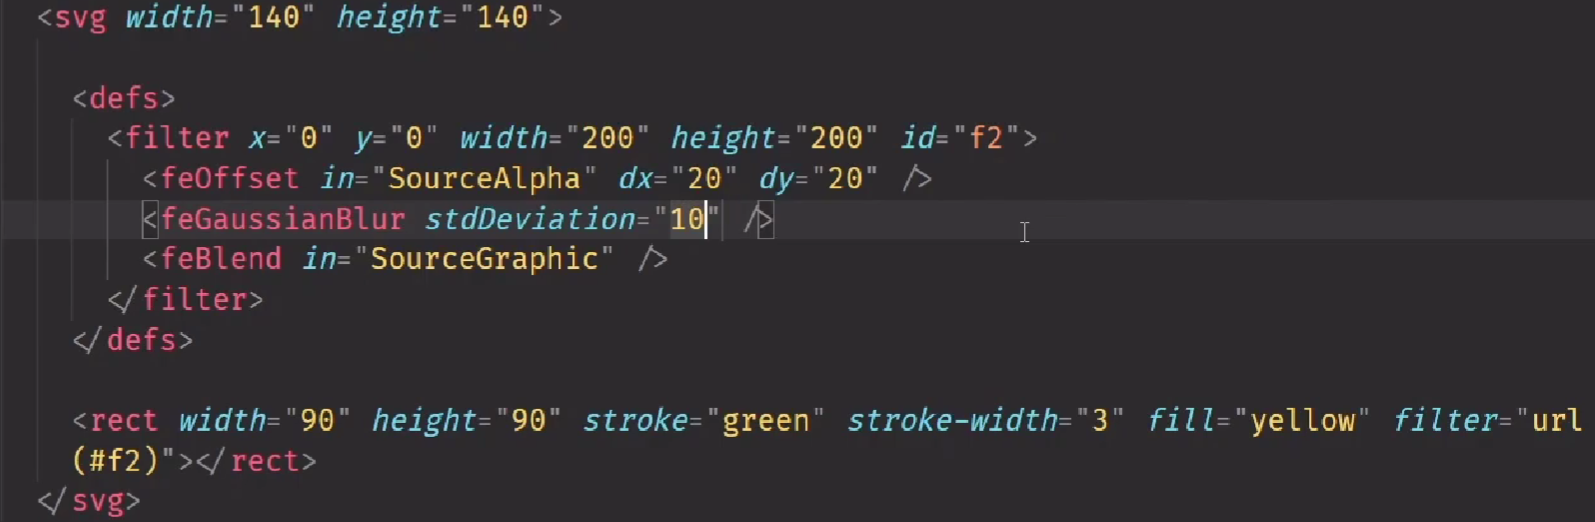 <svg width="140" height="140">
<defs>
<filter x="0" y="0" width="200" height="200" id="f2">
<feOffset in="SourceAlpha" dx="20" dy="20" />
<feGaussianBlur stdDeviation="10" />
<feBlend in="SourceGraphic" />
</filter>
</defs>
<rect width="90" height="90" stroke="green" stroke-width="3" fill="yellow" filter="url
(#f2)"></rect>
</svg>